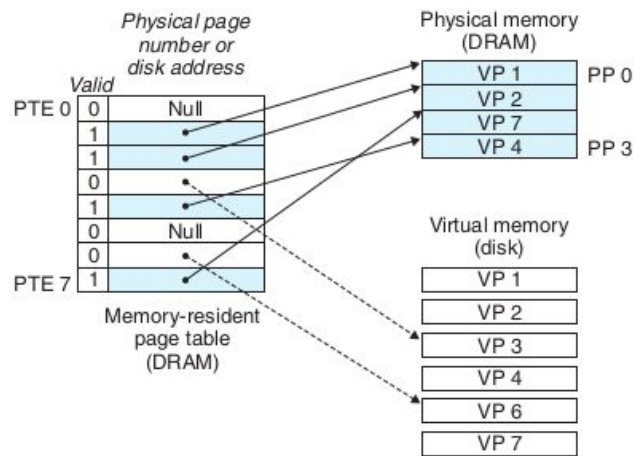 Physical page
number or
disk address
Valid
PTE 0
0
Null
1
1
0
1
0
Null
0
PTE 7
1
Memory-resident
page table
(DRAM)
Physical memory
(DRAM)
VP 1
PP 0
VP 2
VP 7
VP 4
PP 3
Virtual memory
(disk)
VP 1
VP 2
VP 3
VP 4
VP 6
VP 7